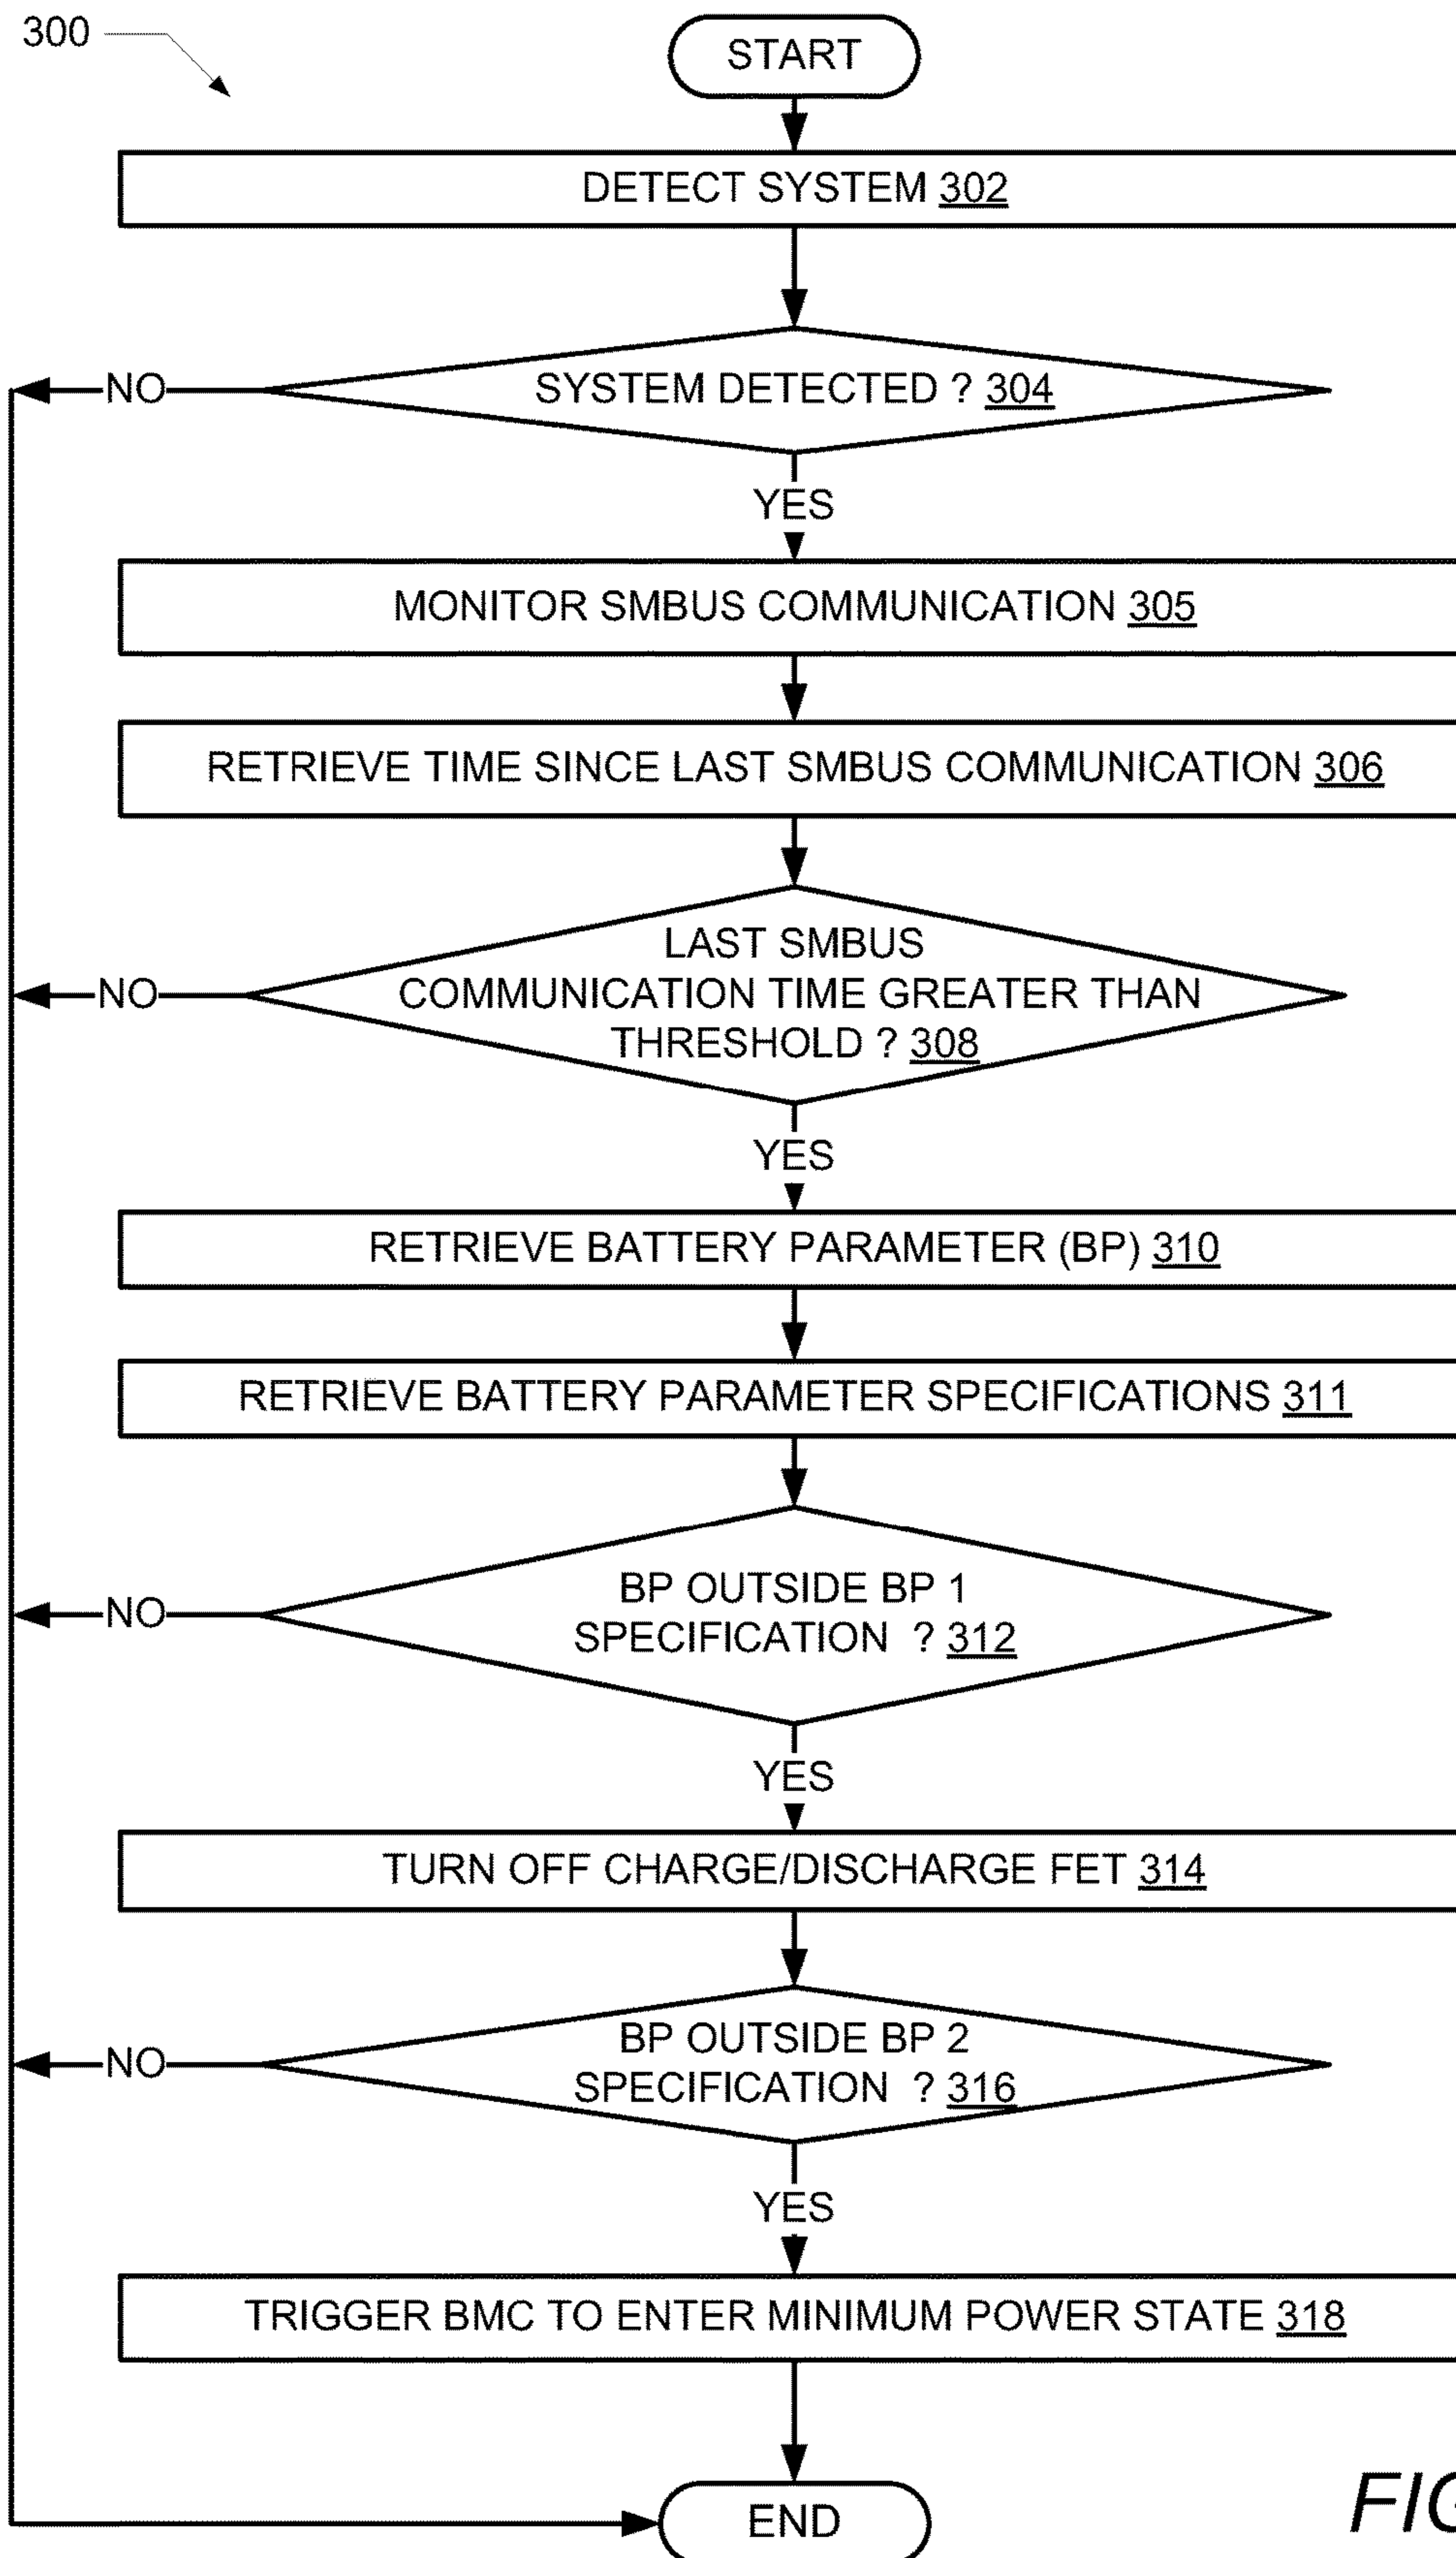 300
START
DETECT SYSTEM 302
SYSTEM DETECTED ? 304
NO
YES
MONITOR SMBUS COMMUNICATION 305
RETRIEVE TIME SINCE LAST SMBUS COMMUNICATION 306
LAST SMBUS
COMMUNICATION TIME GREATER THAN
THRESHOLD ? 308
NO
YES
RETRIEVE BATTERY PARAMETER (BP) 310
RETRIEVE BATTERY PARAMETER SPECIFICATIONS 311
BP OUTSIDE BP 1
SPECIFICATION ? 312
NO
YES
TURN OFF CHARGE/DISCHARGE FET 314
BP OUTSIDE BP 2
SPECIFICATION ? 316
NO
YES
TRIGGER BMC TO ENTER MINIMUM POWER STATE 318
END